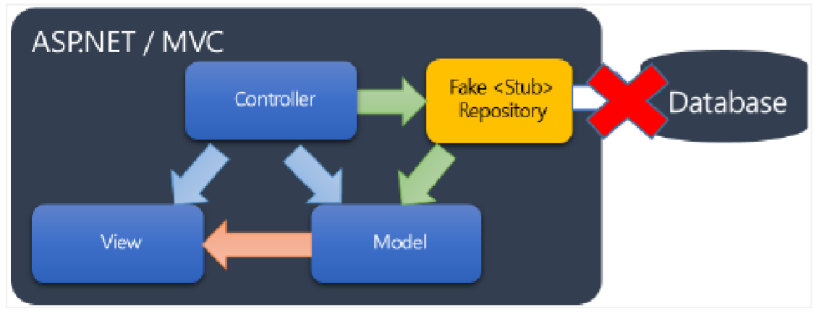 ASP.NET / MVC
Controller
Fake <Stub>
Repository
Database
View
Model